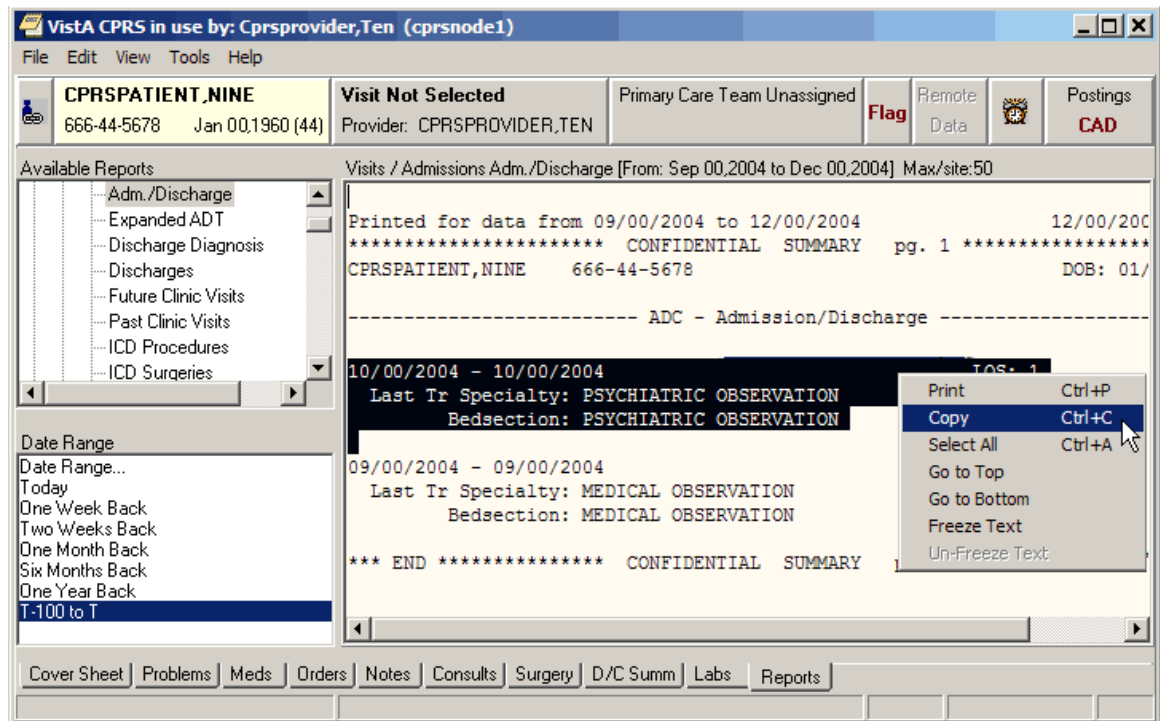 VistA CPRS in use by: Cprsprovider,Ten (cprsnode1)
File Edit View Tools Help
CPRSPATIENT,NINE
666-44-5678 Jan 00,1960 (44)
Visit Not Selected
Provider: CPRSPROVIDER,TEN
Primary Care Team Unassigned
Flag
Remote
Data
Postings
CAD
Available Reports
Adm./Discharge
Expanded ADT
Discharge Diagnosis
Discharges
Future Clinic Visits
Past Clinic Visits
ICD Procedures
ICD Surgeries
Date Range
Date Range...
Today
One Week Back
Two Weeks Back
One Month Back
Six Months Back
One Year Back
T-100 to T
Visits / Admissions Adm./Discharge [From: Sep 00,2004 to Dec 00,2004] Max/site:50
Printed for data from 09/00/2004 to 12/00/2004 12/00/200
*********************** CONFIDENTIAL SUMMARY pg. 1 *****************
CPRSPATIENT,NINE 666-44-5678 DOB: 01/
-------------------------- ADC - Admission/Discharge -------------------
10/00/2004 - 10/00/2004 LOS: 1
Last Tr Specialty: PSYCHIATRIC OBSERVATION
Bedsection: PSYCHIATRIC OBSERVATION
09/00/2004 - 09/00/2004
Last Tr Specialty: MEDICAL OBSERVATION
Bedsection: MEDICAL OBSERVATION
*** END *************** CONFIDENTIAL SUMMARY
Print Ctrl+P
Copy Ctrl+C
Select All Ctrl+A
Go to Top
Go to Bottom
Freeze Text
Un-Freeze Text
Cover Sheet Problems Meds Orders Notes Consults Surgery D/C Summ Labs Reports